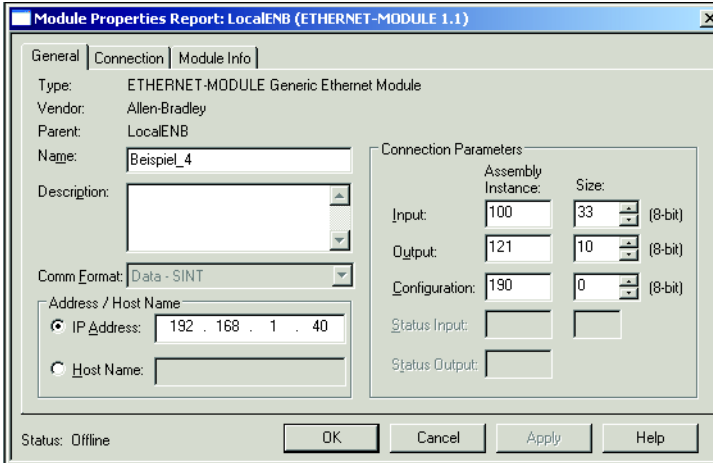 Module Properties Report: LocalENB (ETHERNET-MODULE 1.1)
General Connection Module Info
Type: ETHERNET-MODULE Generic Ethernet Module
Vendor: Allen-Bradley
Parent: LocalENB
Name: Beispiel_4
Description:
Comm Format: Data - SINT
Address / Host Name
IP Address: 192 . 168 . 1 . 40
Host Name:
Connection Parameters
Assembly
Instance: Size:
Input: 100 33 (8-bit)
Output: 121 10 (8-bit)
Configuration: 190 0 (8-bit)
Status Input:
Status Output:
Status: Offline OK Cancel Apply Help